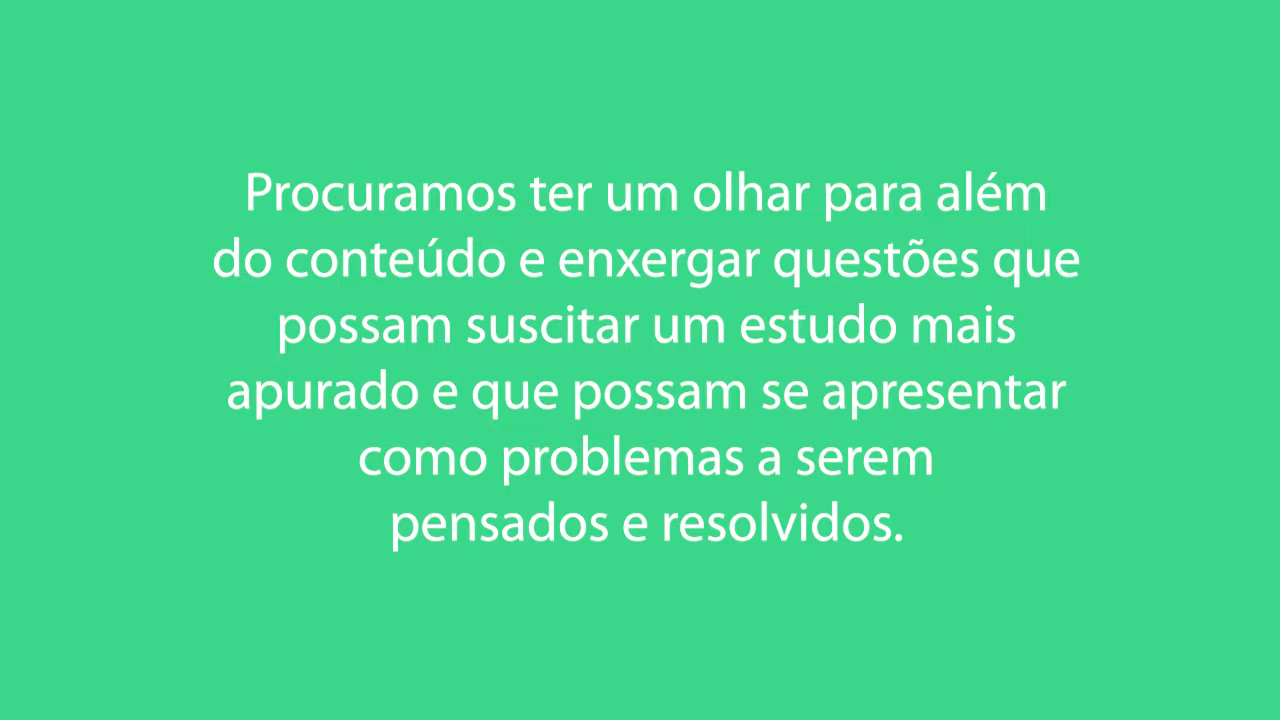 Procuramos ter um olhar para além
do conteúdo e enxergar questões que
possam suscitar um estudo mais
apurado e que possam se apresentar
como problemas a serem
pensados e resolvidos.